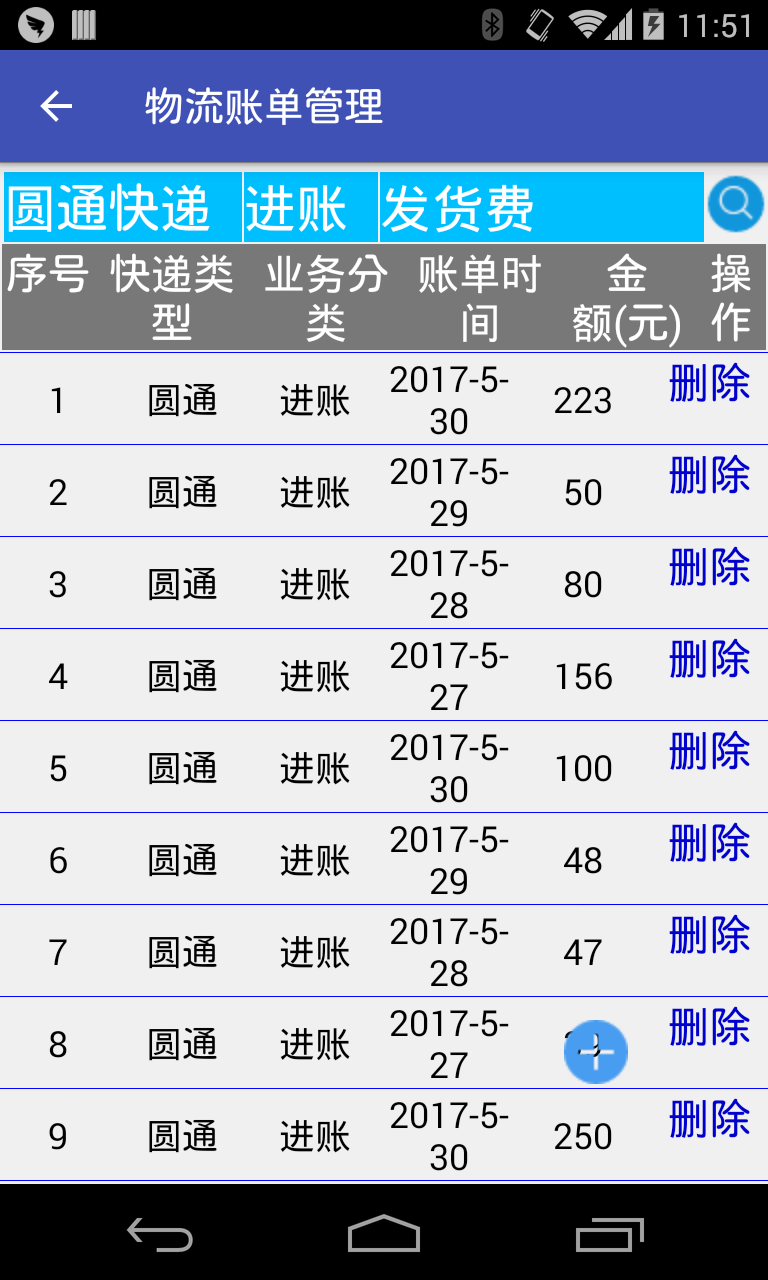 11:51
物流账单管理
圆通快递 进账 发货费
序号 快递类型 业务分类 账单时间 金额(元) 操作
1 圆通 进账 2017-5-30 223 删除
2 圆通 进账 2017-5-29 50 删除
3 圆通 进账 2017-5-28 80 删除
4 圆通 进账 2017-5-27 156 删除
5 圆通 进账 2017-5-30 100 删除
6 圆通 进账 2017-5-29 48 删除
7 圆通 进账 2017-5-28 47 删除
8 圆通 进账 2017-5-27 删除
9 圆通 进账 2017-5-30 250 删除